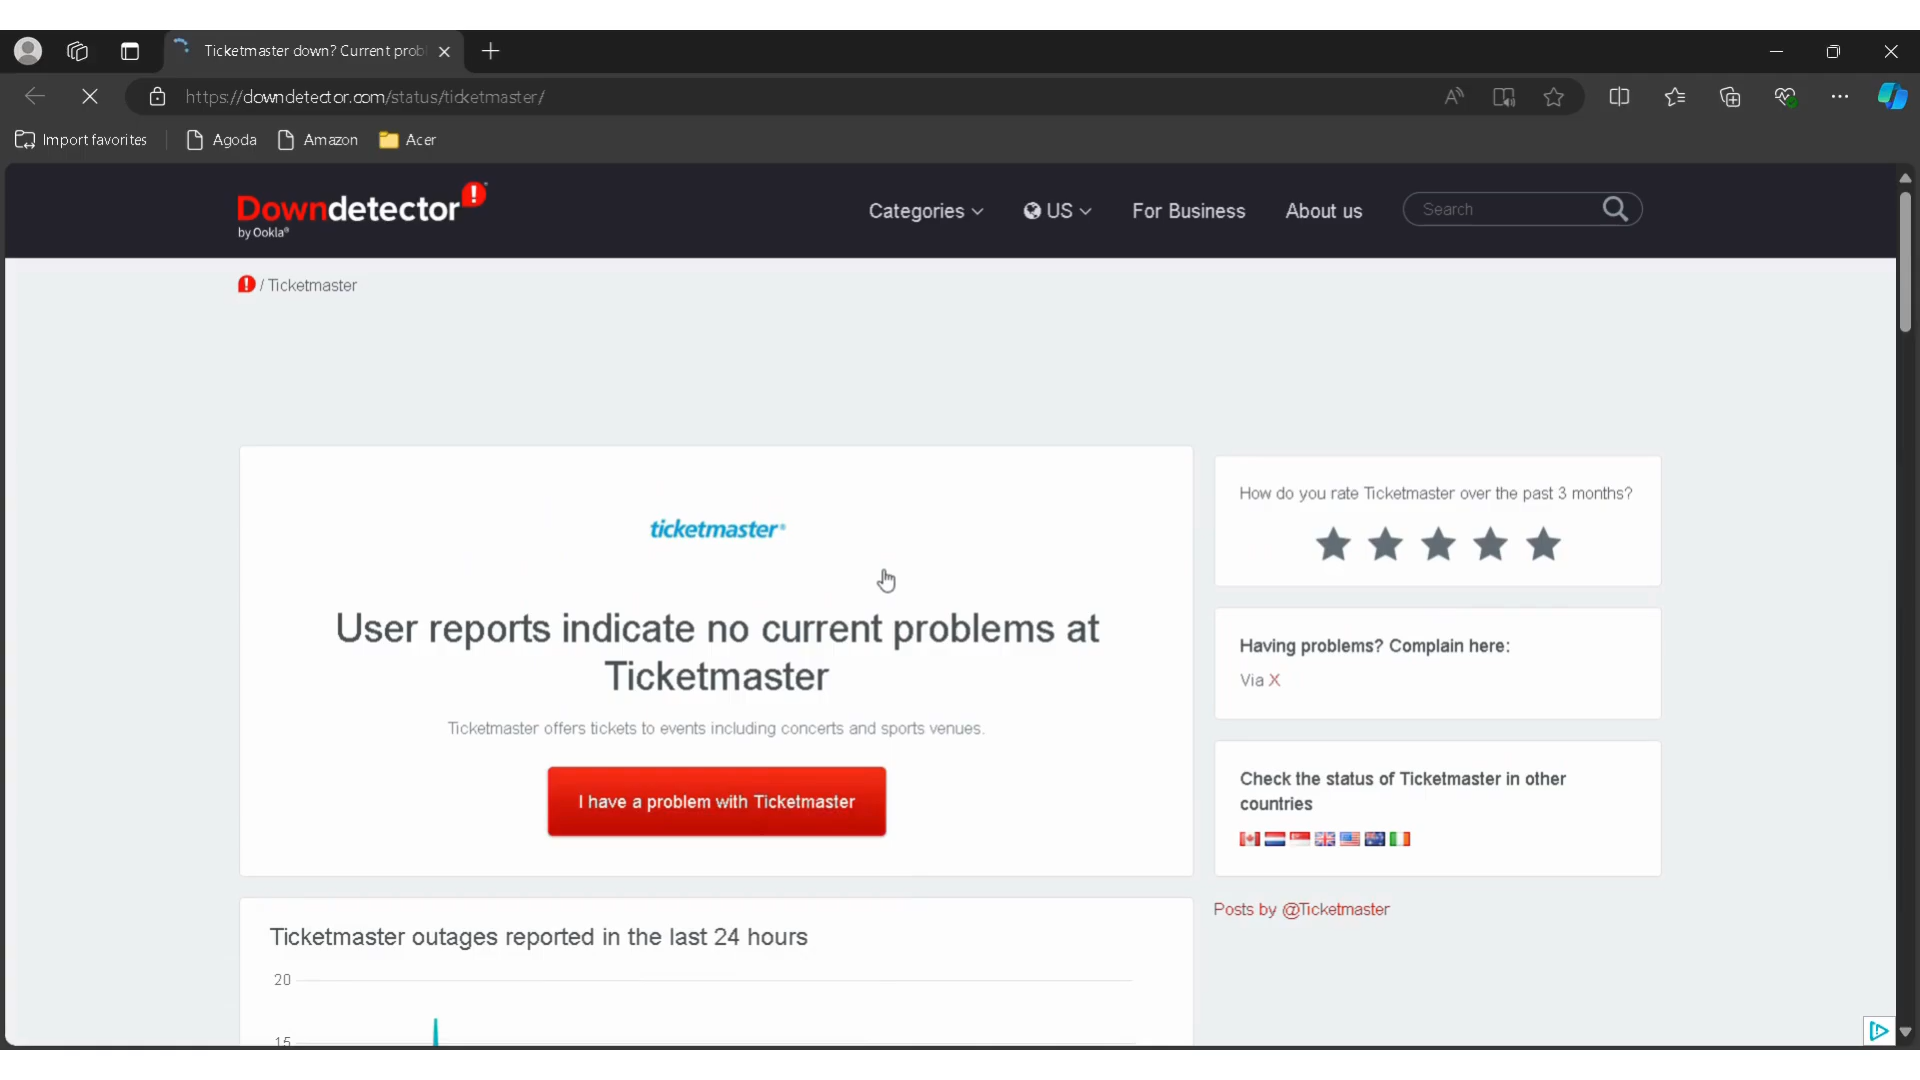 Ticketmaster down? Current prob
https://downdetector.com/status/ticketmaster/
Import favorites
Agoda
Amazon
Acer
Downdetector
by Ookla®
Categories
US
For Business
About us
Search
/ Ticketmaster
ticketmaster®
User reports indicate no current problems at
Ticketmaster
Ticketmaster offers tickets to events including concerts and sports venues.
I have a problem with Ticketmaster
How do you rate Ticketmaster over the past 3 months?
Having problems? Complain here:
Via X
Check the status of Ticketmaster in other
countries
Posts by @Ticketmaster
Ticketmaster outages reported in the last 24 hours
20
15